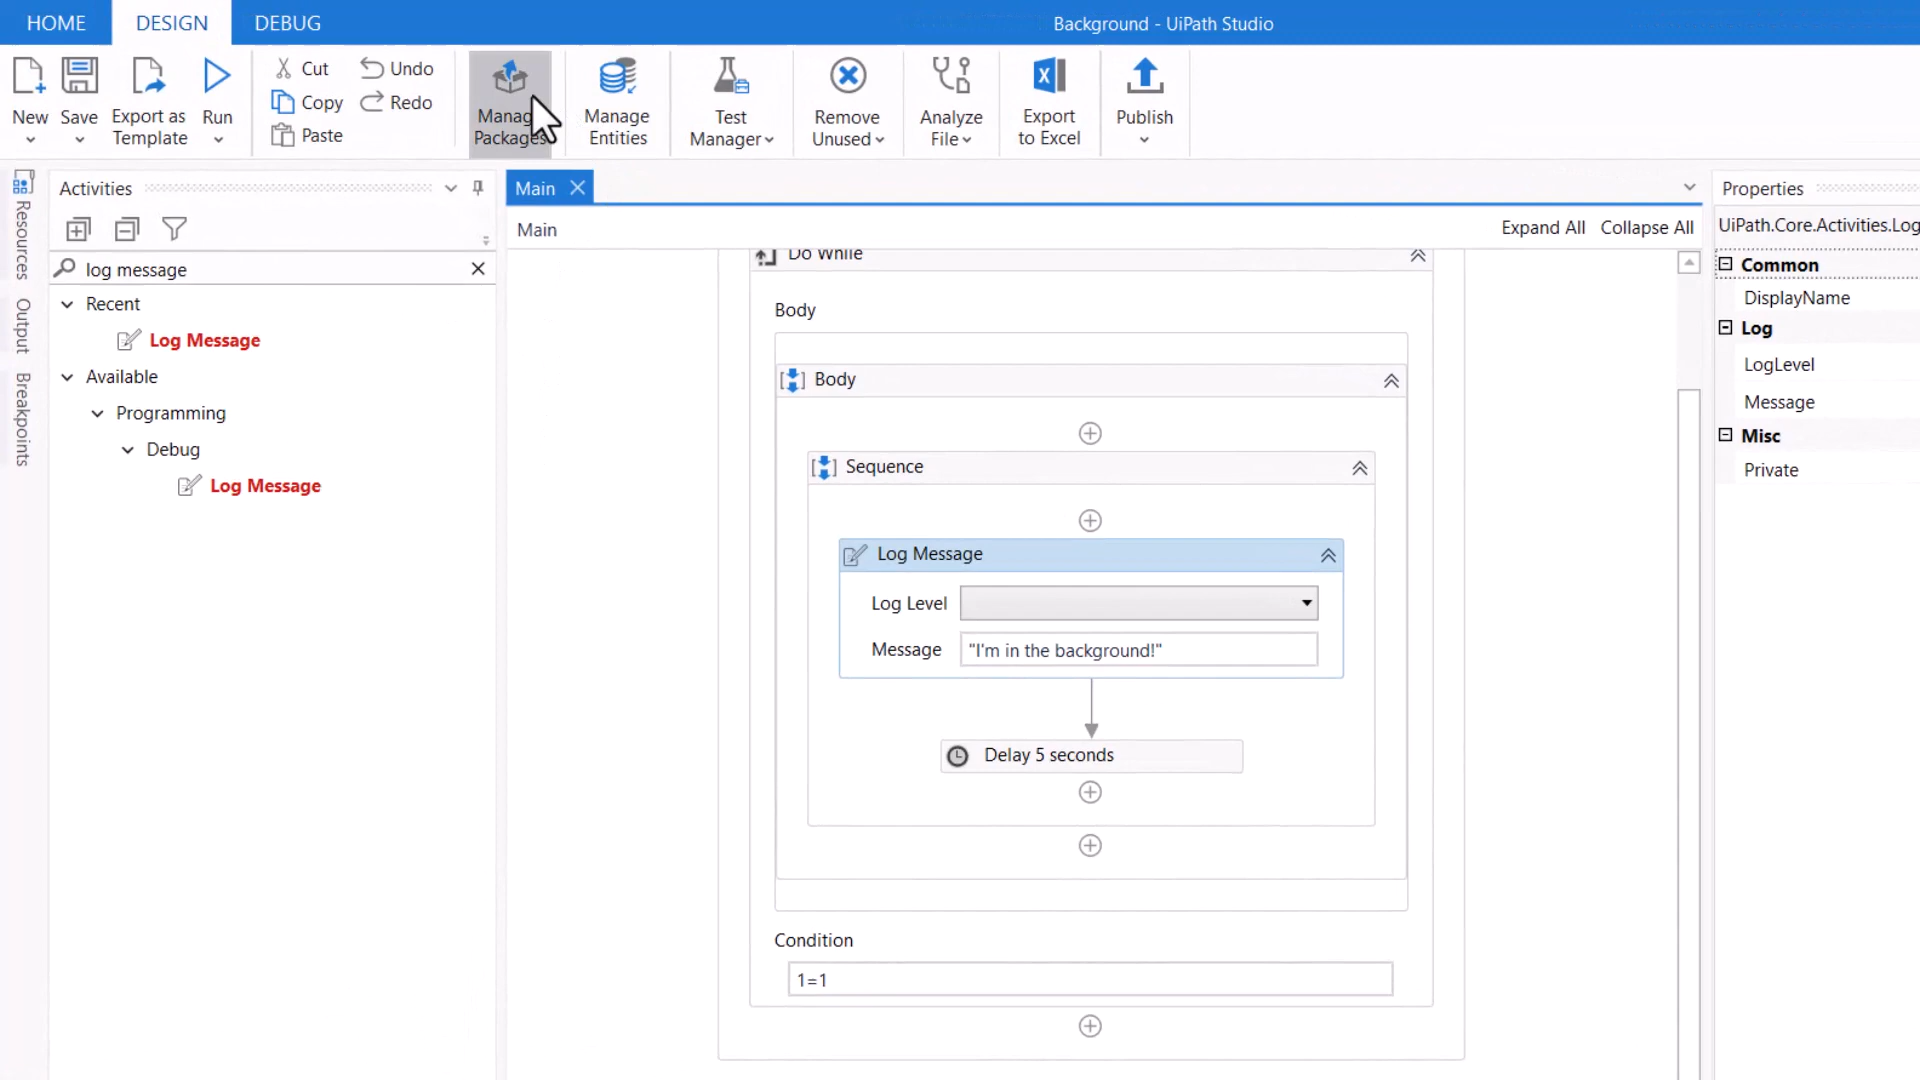 HOME DESIGN DEBUG Background - UiPath Studio
New Save Export as Template Run
Cut Undo
Copy Redo
Paste
Manage Packages
Manage Entities
Test Manager
Remove Unused
Analyze File
Export to Excel
Publish
Resources
Output
Breakpoints
Activities
log message
Recent
Log Message
Available
Programming
Debug
Log Message
Main
Main Expand All Collapse All
Do While
Body
Body
Sequence
Log Message
Log Level
Message "I'm in the background!"
Delay 5 seconds
Condition
1=1
Properties
UiPath.Core.Activities.Log
Common
DisplayName
Log
LogLevel
Message
Misc
Private